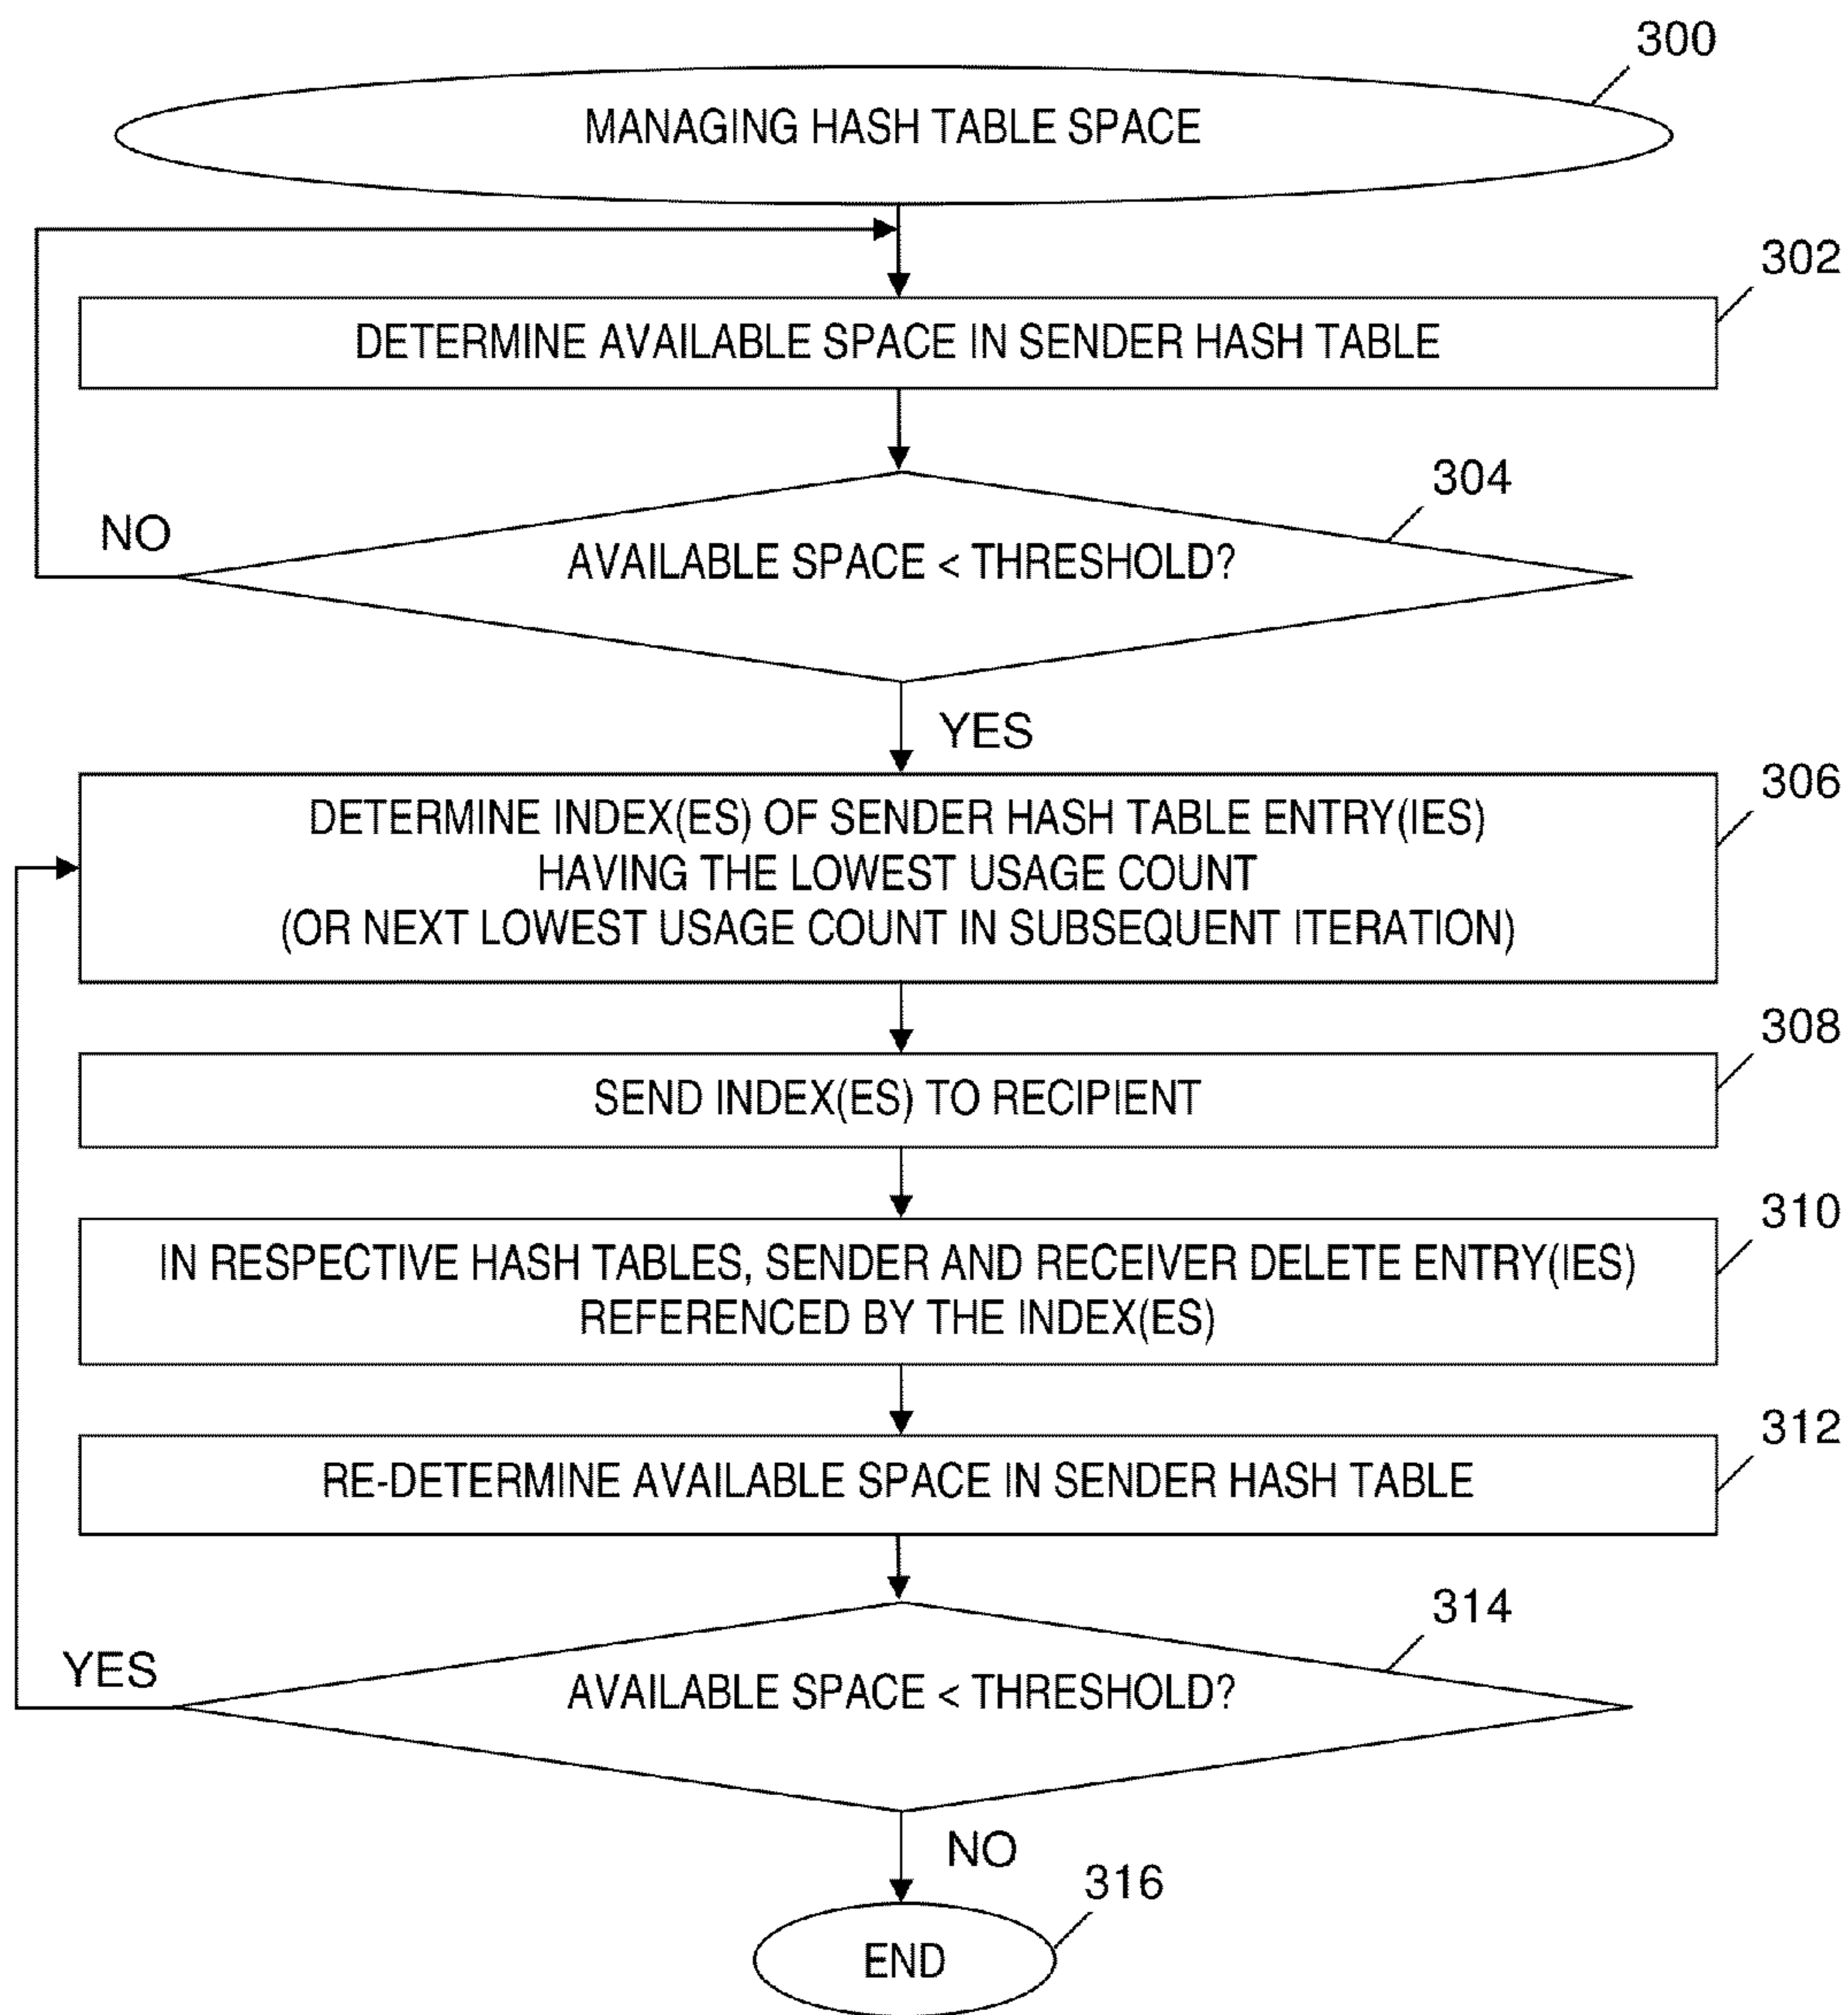 300
MANAGING HASH TABLE SPACE
302
DETERMINE AVAILABLE SPACE IN SENDER HASH TABLE
304
NO
AVAILABLE SPACE < THRESHOLD?
YES
306
DETERMINE INDEX(ES) OF SENDER HASH TABLE ENTRY(IES)
HAVING THE LOWEST USAGE COUNT
(OR NEXT LOWEST USAGE COUNT IN SUBSEQUENT ITERATION)
308
SEND INDEX(ES) TO RECIPIENT
310
IN RESPECTIVE HASH TABLES, SENDER AND RECEIVER DELETE ENTRY(IES)
REFERENCED BY THE INDEX(ES)
312
RE-DETERMINE AVAILABLE SPACE IN SENDER HASH TABLE
314
YES
AVAILABLE SPACE < THRESHOLD?
NO
316
END